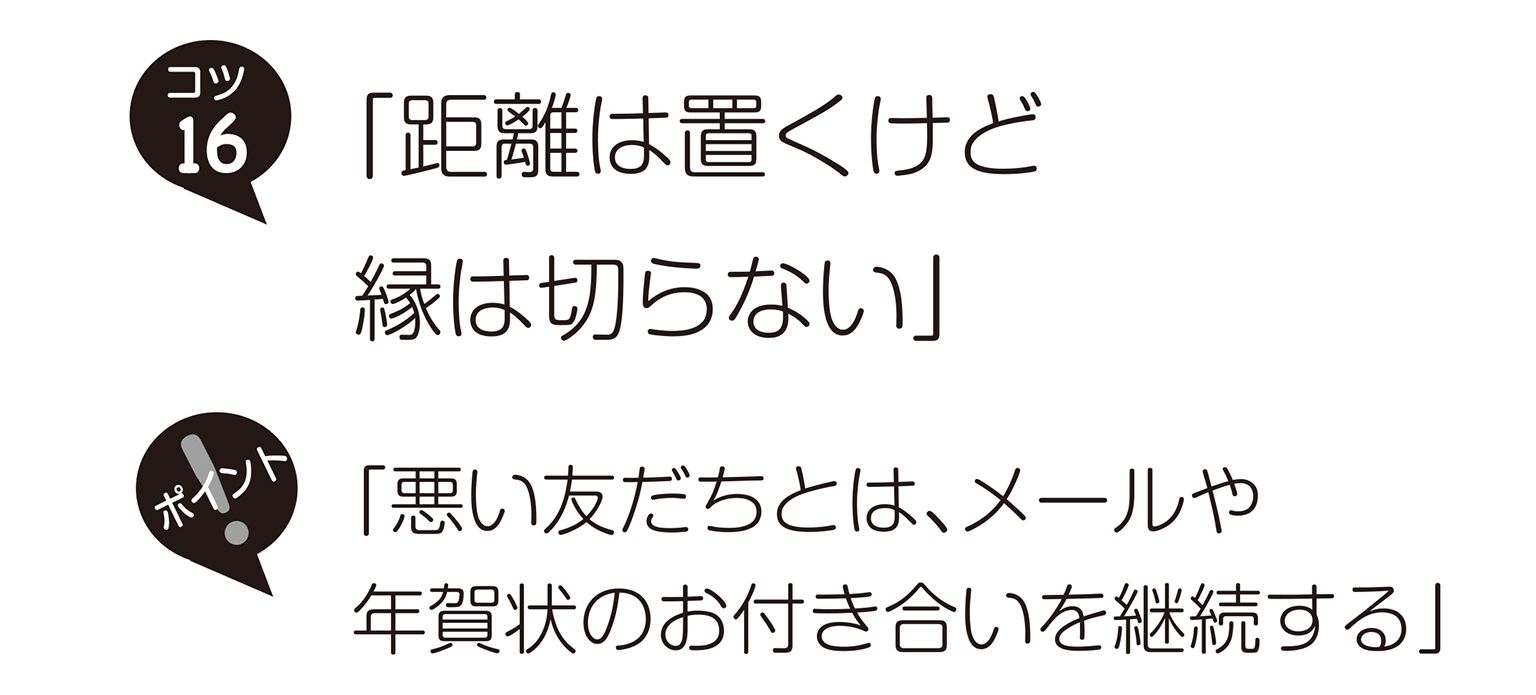 コツ
16
「距離は置くけど
縁は切らない」
ポイント
「悪い友だちとは、メールや
年賀状のお付き合いを継続する」